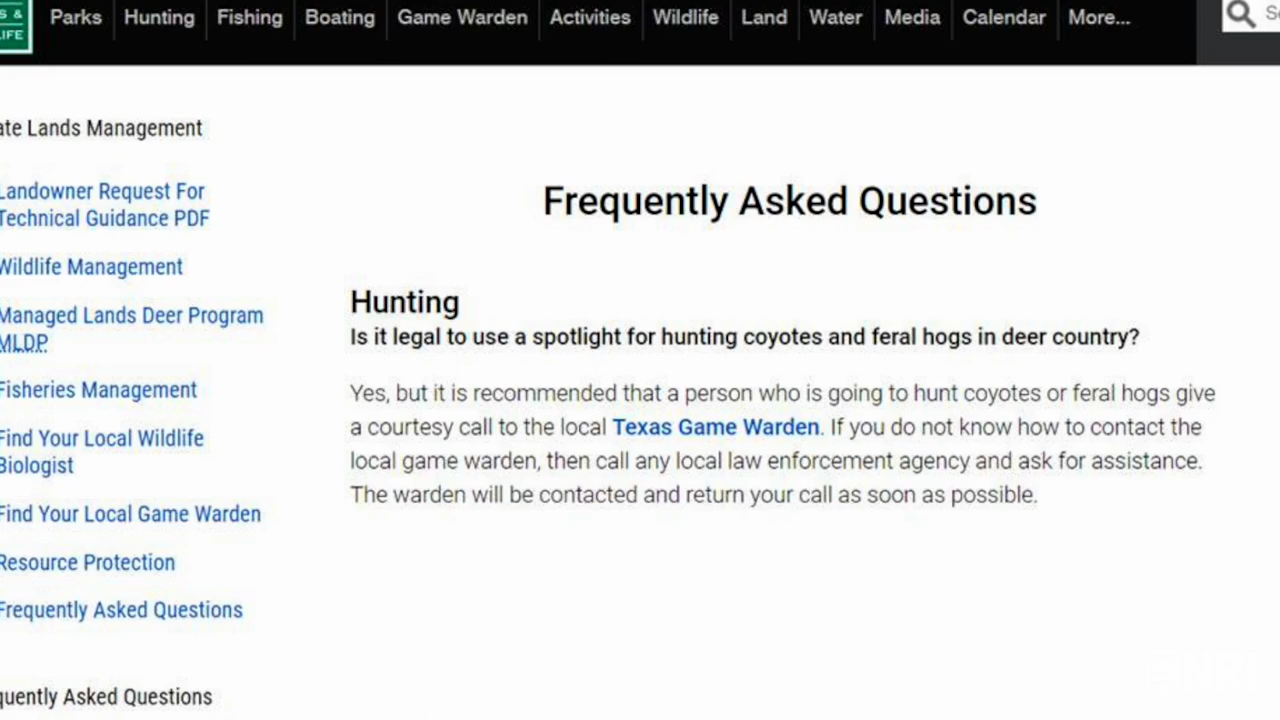 S &
LIFE
Parks Hunting Fishing Boating Game Warden Activities Wildlife Land Water Media Calendar More...
ate Lands Management
Landowner Request For
Technical Guidance PDF
Wildlife Management
Managed Lands Deer Program
MLDP
Fisheries Management
Find Your Local Wildlife
Biologist
Find Your Local Game Warden
Resource Protection
Frequently Asked Questions
quently Asked Questions
Frequently Asked Questions
Hunting
Is it legal to use a spotlight for hunting coyotes and feral hogs in deer country?
Yes, but it is recommended that a person who is going to hunt coyotes or feral hogs give
a courtesy call to the local Texas Game Warden. If you do not know how to contact the
local game warden, then call any local law enforcement agency and ask for assistance.
The warden will be contacted and return your call as soon as possible.